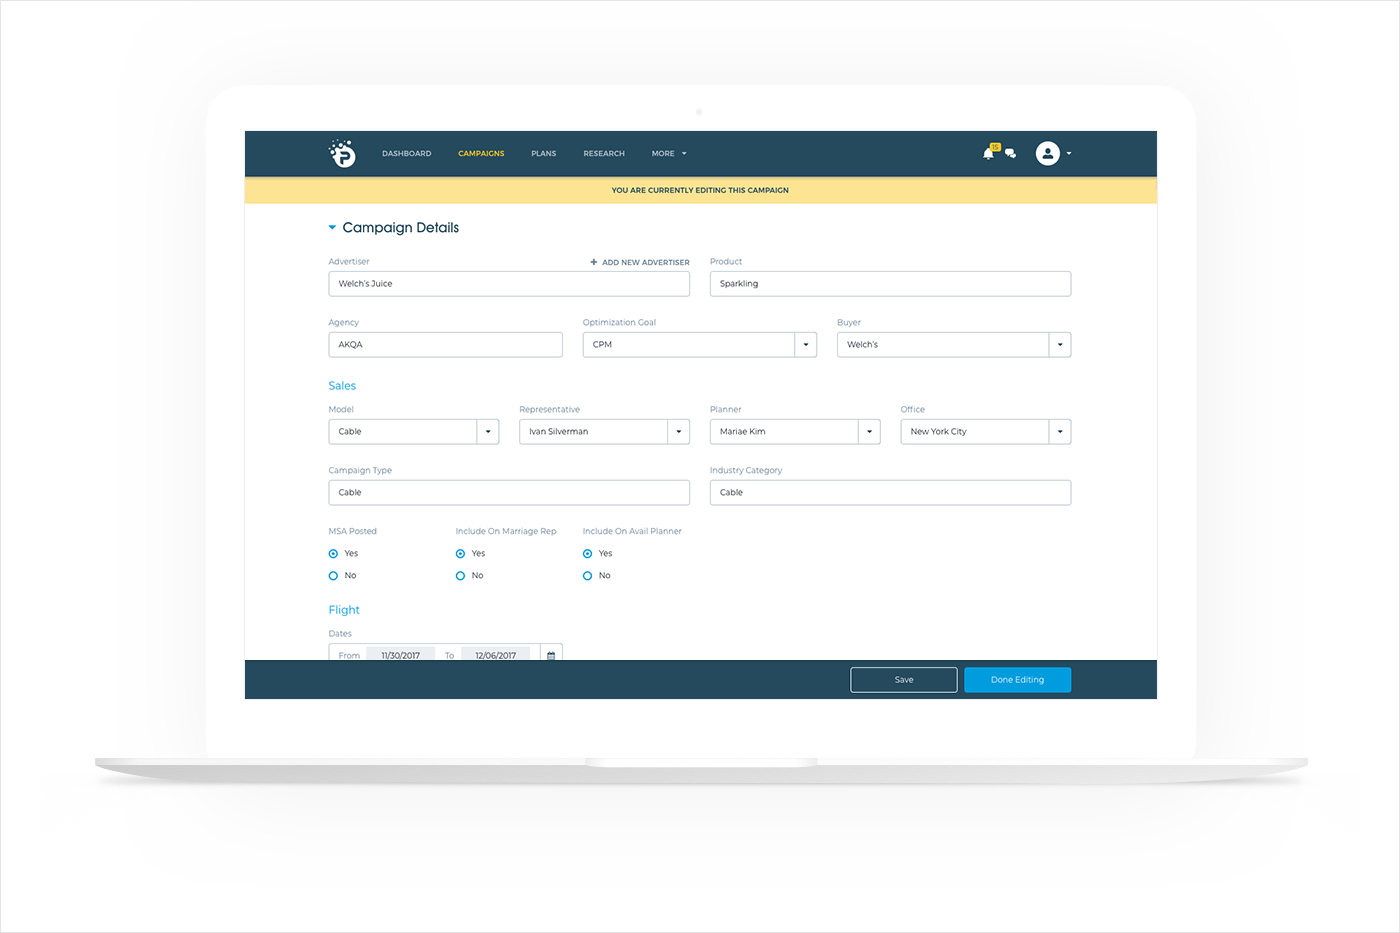 DASHBOARD CAMPAIGNS PLANS RESEARCH MORE 15
YOU ARE CURRENTLY EDITING THIS CAMPAIGN
Campaign Details
Advertiser + ADD NEW ADVERTISER Product
Welch's Juice Sparkling
Agency Optimization Goal Buyer
AKQA CPM Welch's
Sales
Model Representative Planner Office
Cable Ivan Silverman Mariae Kim New York City
Campaign Type Industry Category
Cable Cable
MSA Posted Include On Marriage Rep Include On Avail Planner
Yes Yes Yes
No No No
Flight
Dates
From 11/30/2017 To 12/06/2017
Save Done Editing